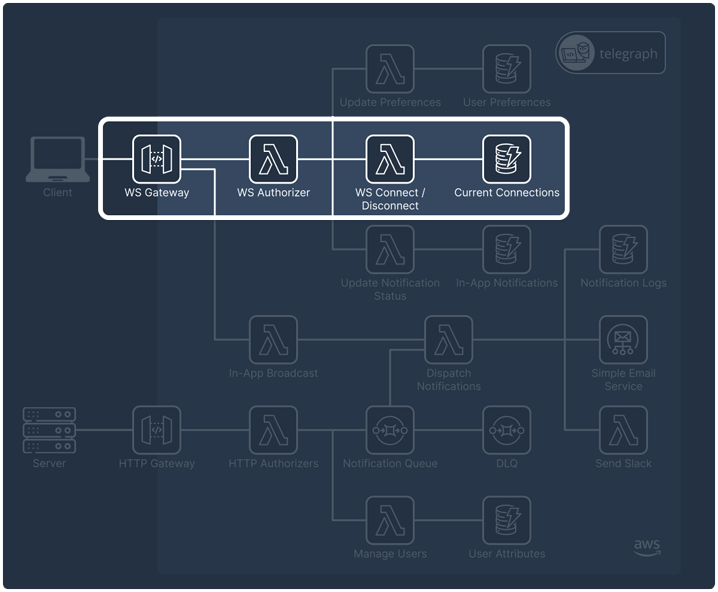 telegraph
Update Preferences
User Preferences
Client
WS Gateway
WS Authorizer
WS Connect /
Disconnect
Current Connections
Update Notification
Status
In-App Notifications
Notification Logs
In-App Broadcast
Dispatch
Notifications
Simple Email
Service
Server
HTTP Gateway
HTTP Authorizers
Notification Queue
DLQ
Send Slack
Manage Users
User Attributes
aws